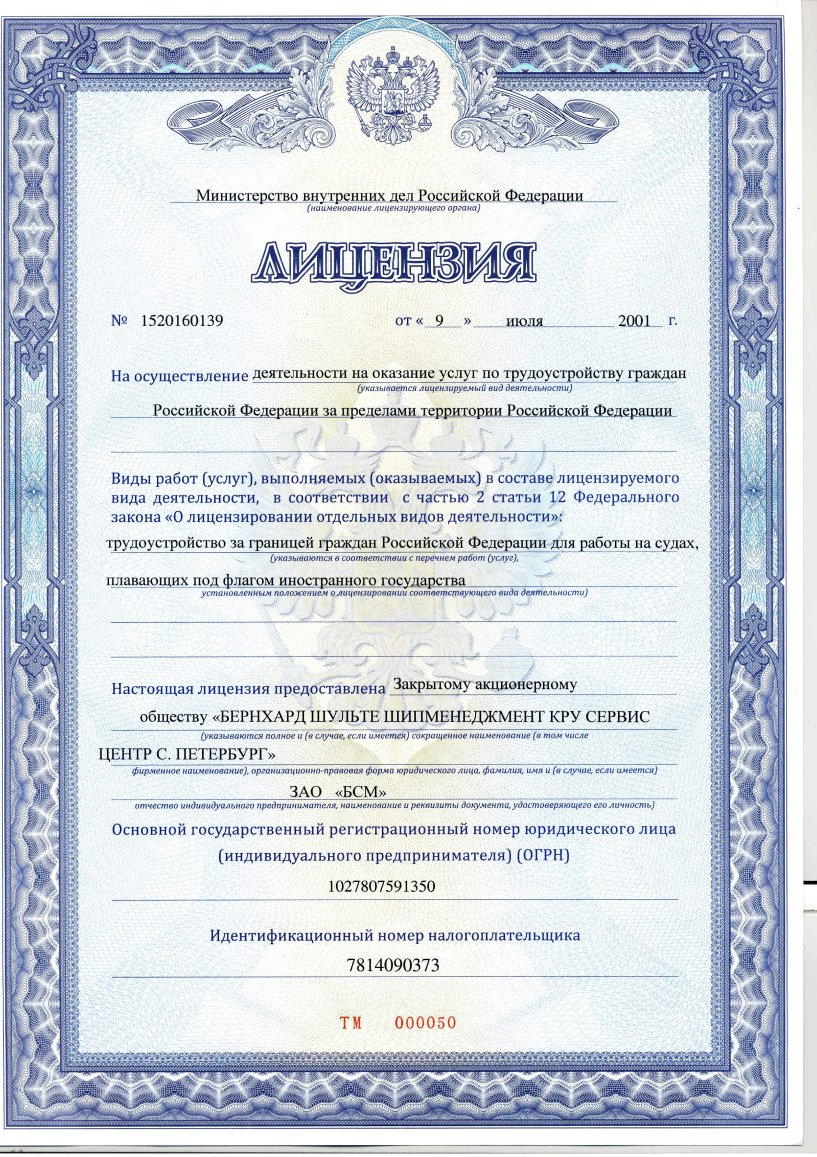 Министерство внутренних дел Российской Федерации
(наименование лицензирующего органа)
ЛИЦЕНЗИЯ
№ 1520160139 от « 9 » июля 2001 г.
На осуществление деятельности на оказание услуг по трудоустройству граждан
(указывается лицензируемый вид деятельности)
Российской Федерации за пределами территории Российской Федерации
Виды работ (услуг), выполняемых (оказываемых) в составе лицензируемого
вида деятельности, в соответствии с частью 2 статьи 12 Федерального
закона «О лицензировании отдельных видов деятельности»:
трудоустройство за границей граждан Российской Федерации для работы на судах,
(указываются в соответствии с перечнем работ (услуг),
плавающих под флагом иностранного государства
установленным положением о лицензировании соответствующего вида деятельности)
Настоящая лицензия предоставлена Закрытому акционерному
обществу «БЕРНХАРД ШУЛЬТЕ ШИПМЕНЕДЖМЕНТ КРУ СЕРВИС
(указываются полное и (в случае, если имеется) сокращенное наименование (в том числе
ЦЕНТР С. ПЕТЕРБУРГ»
фирменное наименование), организационно-правовая форма юридического лица, фамилия, имя и (в случае, если имеется)
ЗАО «БСМ»
отчество индивидуального предпринимателя, наименование и реквизиты документа, удостоверяющего его личность)
Основной государственный регистрационный номер юридического лица
(индивидуального предпринимателя) (ОГРН)
1027807591350
Идентификационный номер налогоплательщика
7814090373
ТМ 000050